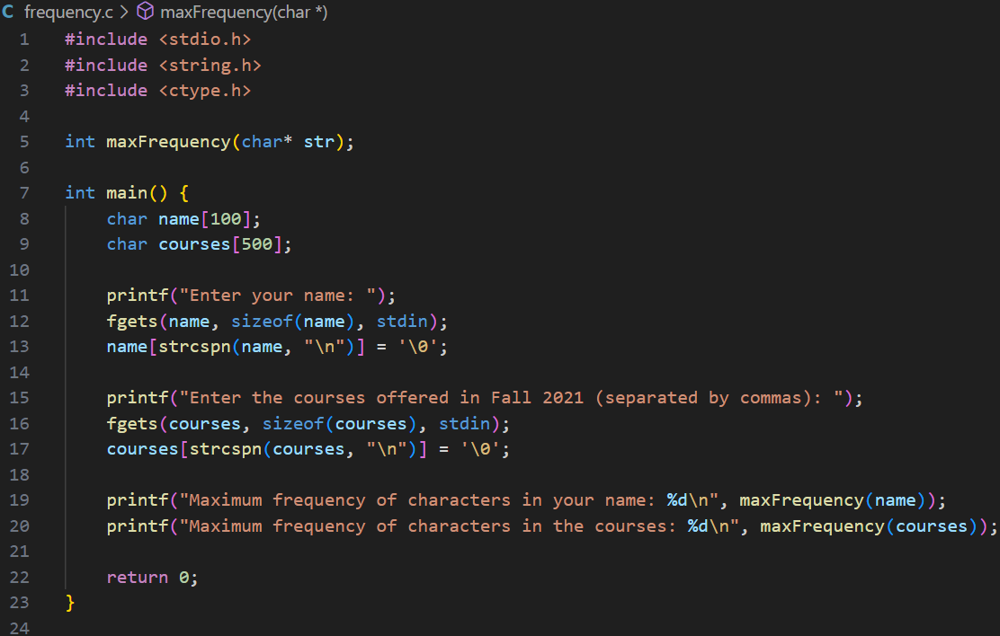 C frequency.c > maxFrequency(char *)
1 #include <stdio.h>
2 #include <string.h>
3 #include <ctype.h>
4
5 int maxFrequency(char* str);
6
7 int main() {
8     char name[100];
9     char courses[500];
10
11     printf("Enter your name: ");
12     fgets(name, sizeof(name), stdin);
13     name[strcspn(name, "\n")] = '\0';
14
15     printf("Enter the courses offered in Fall 2021 (separated by commas): ");
16     fgets(courses, sizeof(courses), stdin);
17     courses[strcspn(courses, "\n")] = '\0';
18
19     printf("Maximum frequency of characters in your name: %d\n", maxFrequency(name));
20     printf("Maximum frequency of characters in the courses: %d\n", maxFrequency(courses));
21
22     return 0;
23 }
24